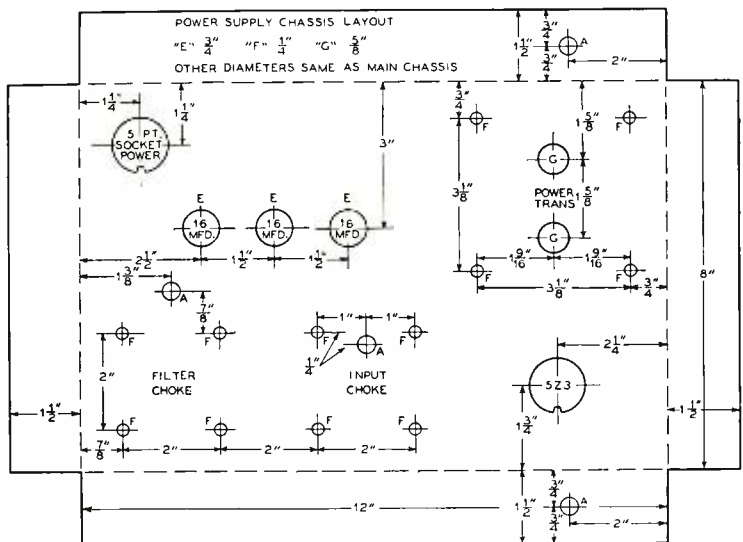 POWER SUPPLY CHASSIS LAYOUT
"E" 3/4" "F" 1/4" "G" 5/8"
OTHER DIAMETERS SAME AS MAIN CHASSIS
1 1/2"
3/4"
3/4"
A
2"
1 1/4"
1 1/4"
5 PT.
SOCKET
POWER
3"
3/4"
F
F
1 5/8"
G
3 1/8"
POWER
TRANS
1 5/8"
G
E E E
16
MFD.
16
MFD.
16
MFD.
2 1/2" 1 1/2" 1 1/2"
1 9/16" 1 9/16"
F
F
3 1/8" 3/4"
8"
1 3/8"
A
7/8"
1" 1"
F F F F
1/4"
A
2 1/4"
2"
FILTER
CHOKE
INPUT
CHOKE
5Z3
1 1/2"
1 1/2"
1 3/4"
F F F F
7/8" 2" 2" 2"
12"
1 1/2"
3/4"
3/4"
A
2"